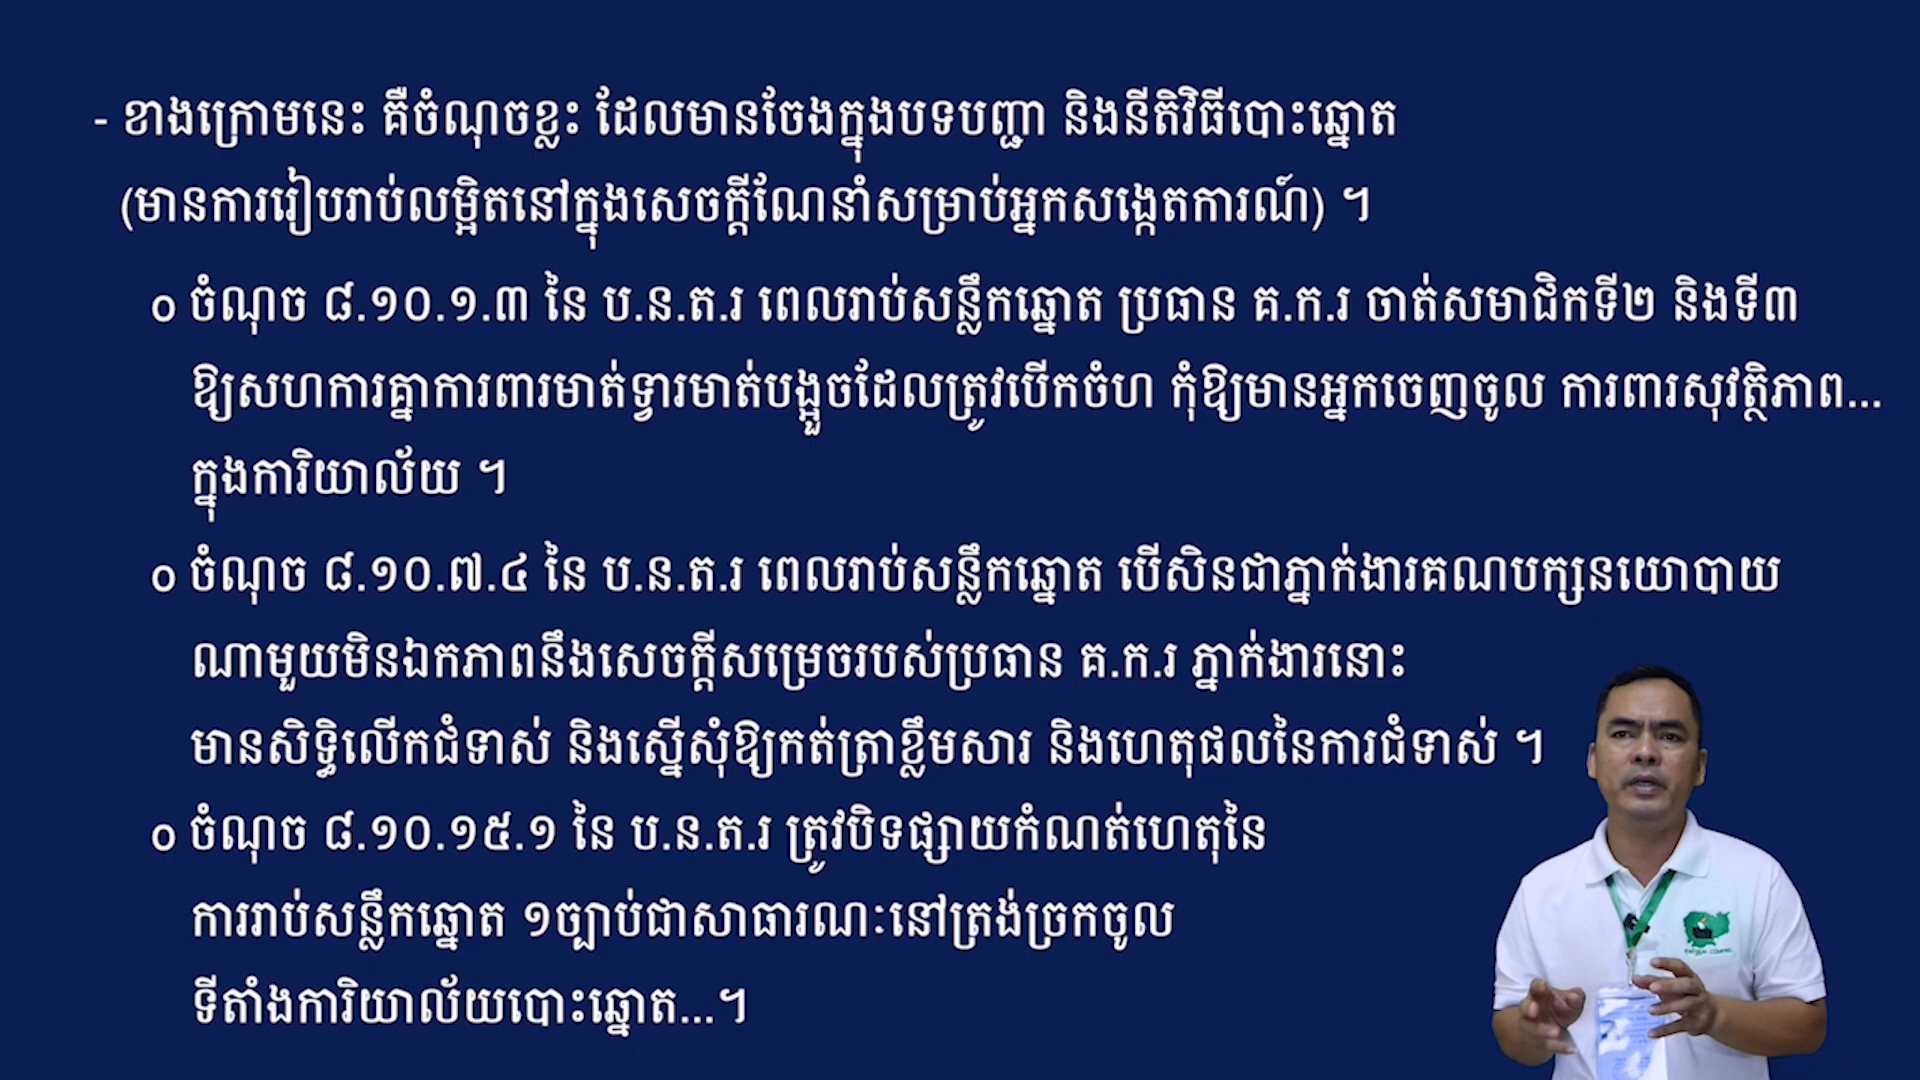 - ខាងក្រោមនេះ គឺចំណុចខ្លះ ដែលមានចែងក្នុងបទបញ្ជា និងនីតិវិធីបោះឆ្នោត
(មានការរៀបរាប់លម្អិតនៅក្នុងសេចក្តីណែនាំសម្រាប់អ្នកសង្កេតការណ៍) ។
o ចំណុច ៨.១០.១.៣ នៃ ប.ន.ត.រ ពេលរាប់សន្លឹកឆ្នោត ប្រធាន គ.ក.រ ចាត់សមាជិកទី២ និងទី៣
ឱ្យសហការគ្នាការពារមាត់ទ្វារមាត់បង្អួចដែលត្រូវបើកចំហ កុំឱ្យមានអ្នកចេញចូល ការពារសុវត្ថិភាព...
ក្នុងការិយាល័យ ។
o ចំណុច ៨.១០.៧.៤ នៃ ប.ន.ត.រ ពេលរាប់សន្លឹកឆ្នោត បើសិនជាភ្នាក់ងារគណបក្សនយោបាយ
ណាមួយមិនឯកភាពនឹងសេចក្តីសម្រេចរបស់ប្រធាន គ.ក.រ ភ្នាក់ងារនោះ
មានសិទ្ធិលើកជំទាស់ និងស្នើសុំឱ្យកត់ត្រាខ្លឹមសារ និងហេតុផលនៃការជំទាស់ ។
o ចំណុច ៨.១០.១៥.១ នៃ ប.ន.ត.រ ត្រូវបិទផ្សាយកំណត់ហេតុនៃ
ការរាប់សន្លឹកឆ្នោត ១ច្បាប់ជាសាធារណៈនៅត្រង់ច្រកចូល
ទីតាំងការិយាល័យបោះឆ្នោត...។